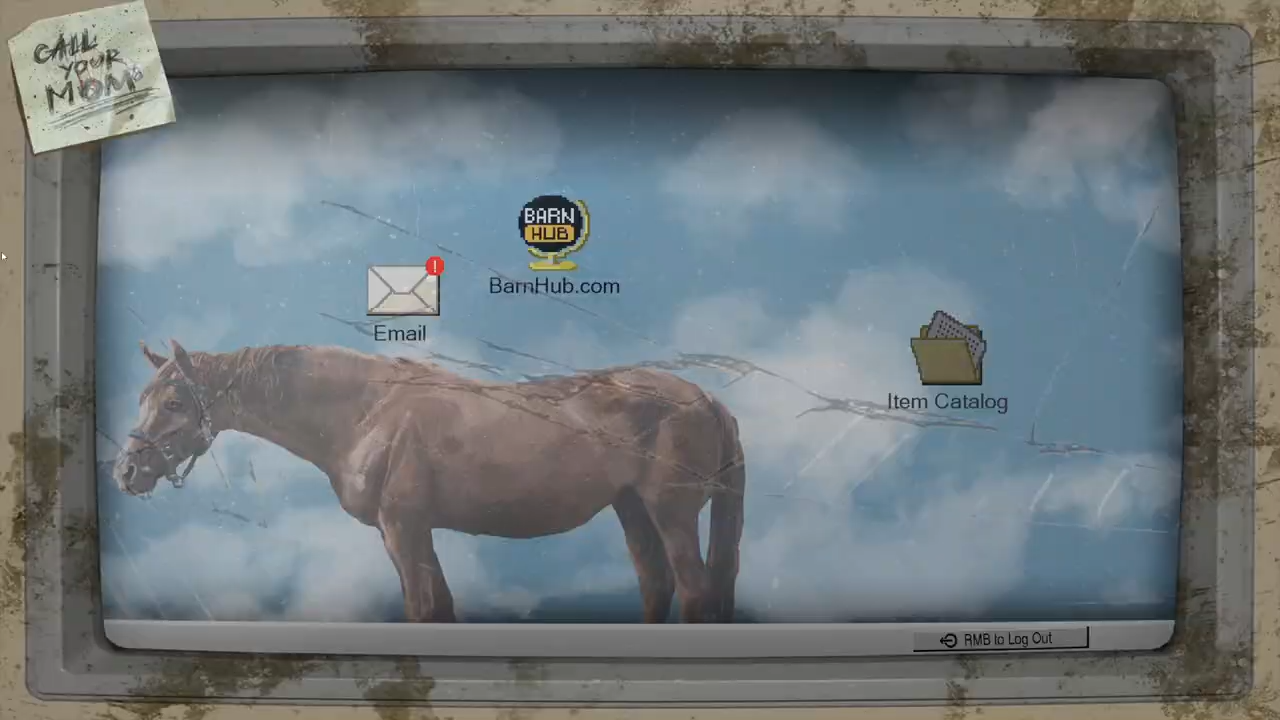 CALL
YOUR
MOM
BARN
HUB
BarnHub.com
!
Email
Item Catalog
RMB to Log Out